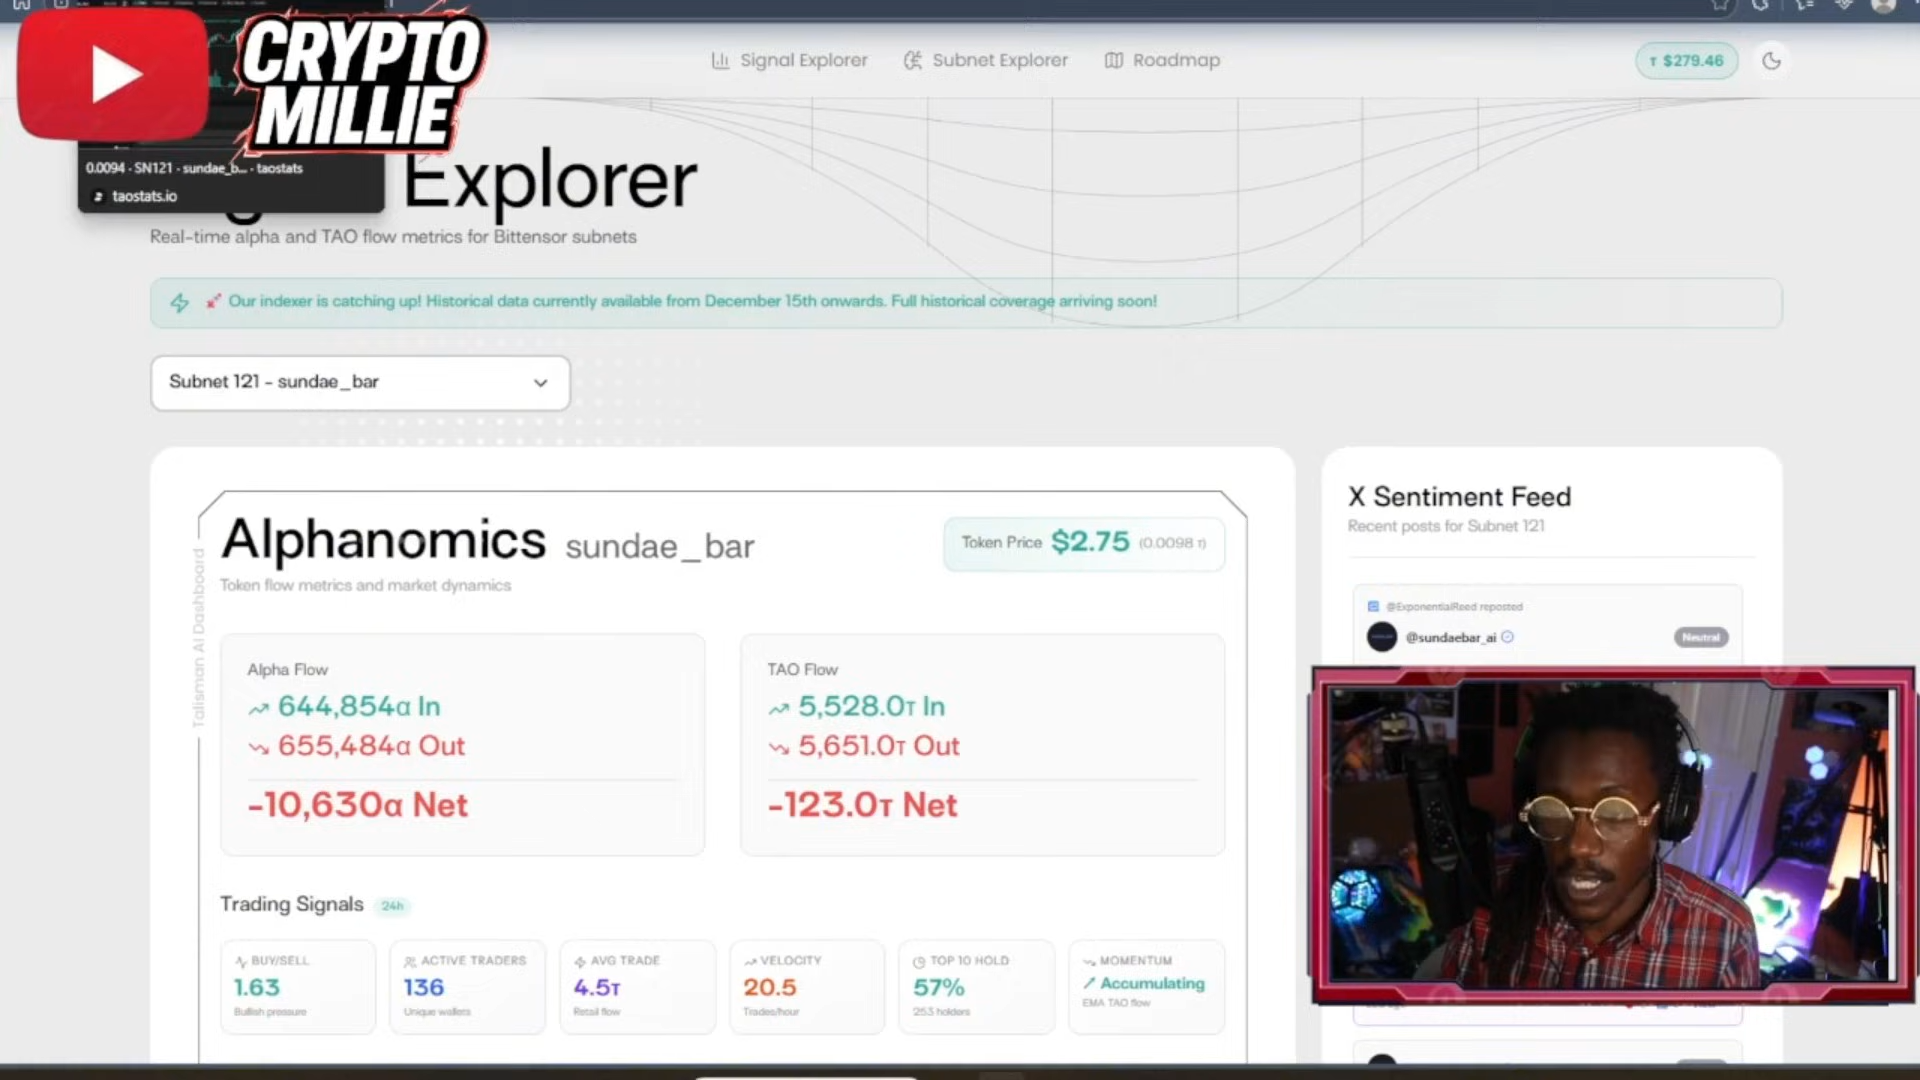 CRYPTO
MILLIE
Signal Explorer
Subnet Explorer
Roadmap
τ $279.46
0.0094 · SN121 · sundae_b... · taostats
taostats.io
Explorer
Real-time alpha and TAO flow metrics for Bittensor subnets
Our indexer is catching up! Historical data currently available from December 15th onwards. Full historical coverage arriving soon!
Subnet 121 - sundae_bar
Talisman AI Dashboard
Alphanomics sundae_bar
Token flow metrics and market dynamics
Token Price $2.75 (0.0098 τ)
Alpha Flow
644,854α In
655,484α Out
-10,630α Net
TAO Flow
5,528.0τ In
5,651.0τ Out
-123.0τ Net
Trading Signals 24h
BUY/SELL
1.63
Bullish pressure
ACTIVE TRADERS
136
Unique wallets
AVG TRADE
4.5τ
Retail flow
VELOCITY
20.5
Trades/hour
TOP 10 HOLD
57%
253 holders
MOMENTUM
Accumulating
EMA TAO flow
X Sentiment Feed
Recent posts for Subnet 121
@ExponentialReed reposted
@sundaebar_ai
Neutral